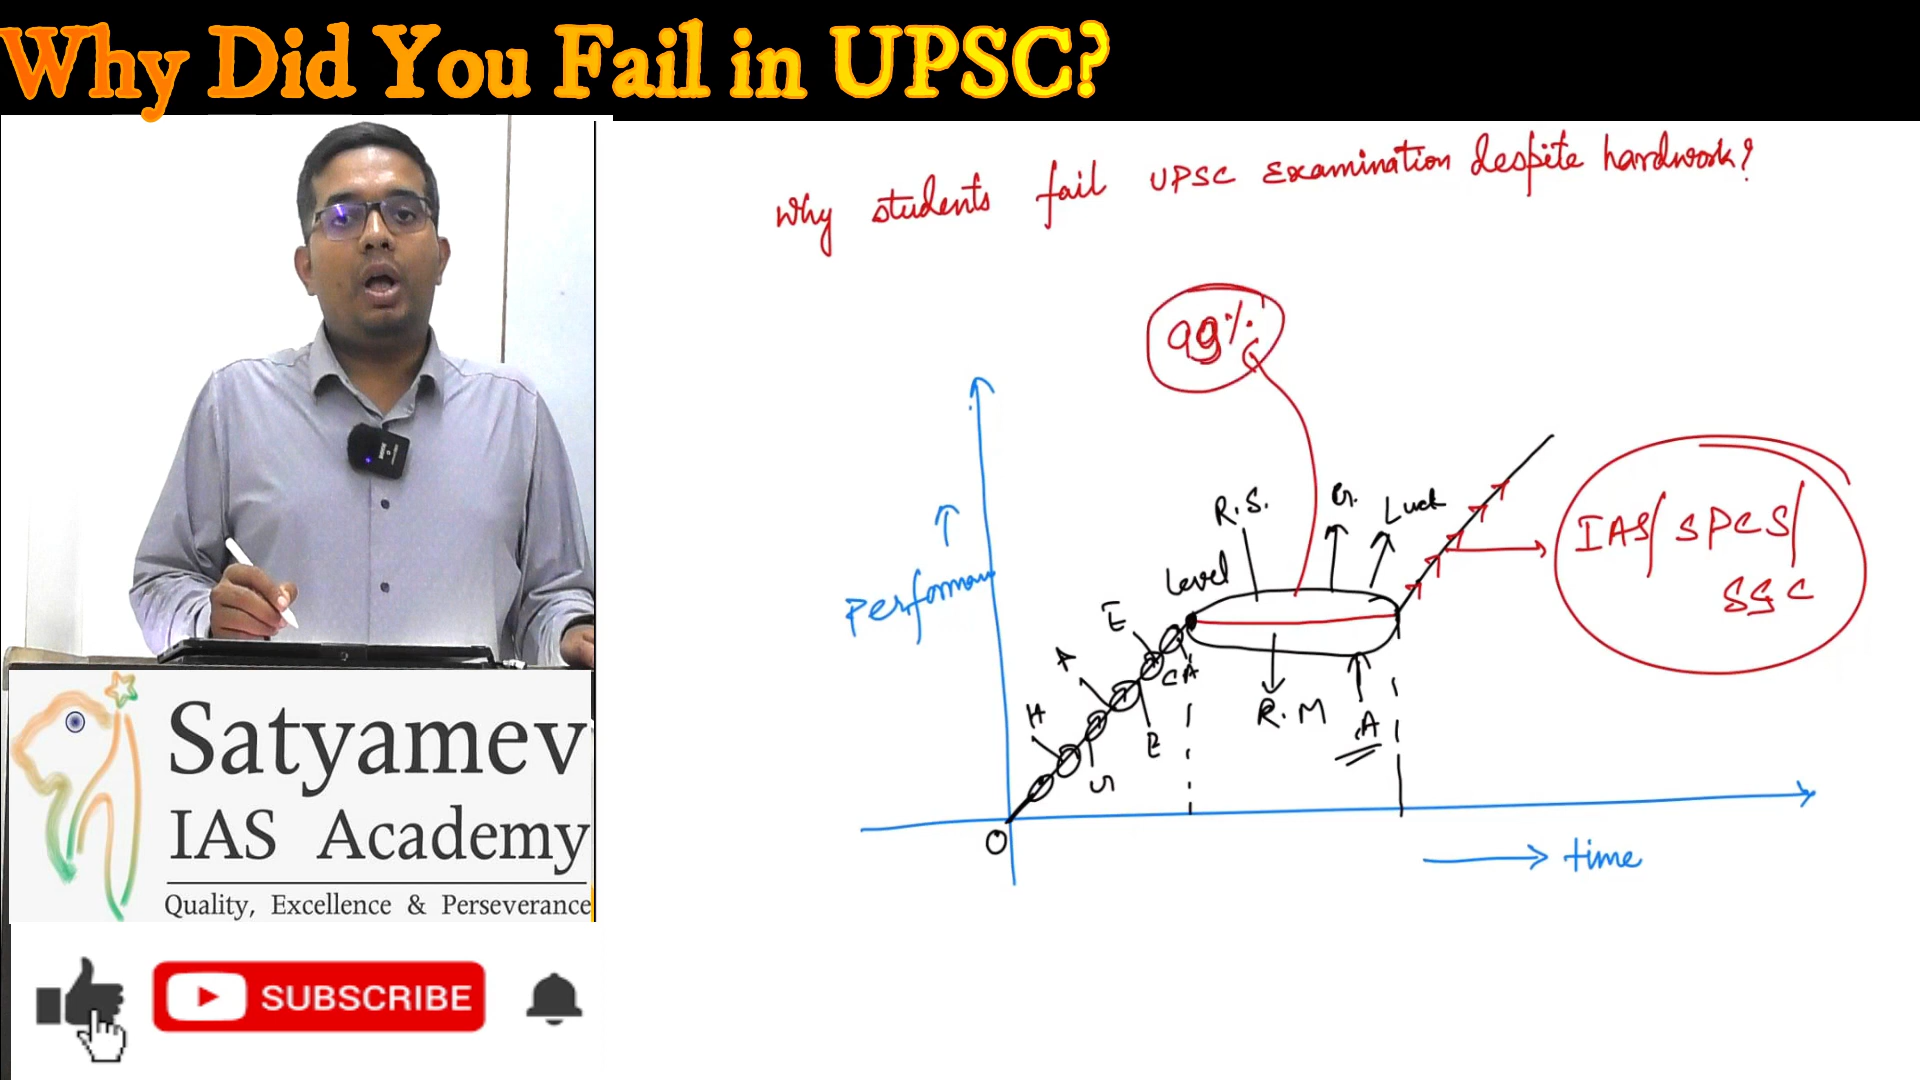 Why Did You Fail in UPSC?
Why students fail UPSC Examination despite hardwork?
99%
R.S.
G.
Luck
Level
IAS/ SPCS/
SSC
Performan
E
A
H
CA
E
G
R.M
A
O
time
Satyamev
IAS Academy
Quality, Excellence & Perseverance
SUBSCRIBE